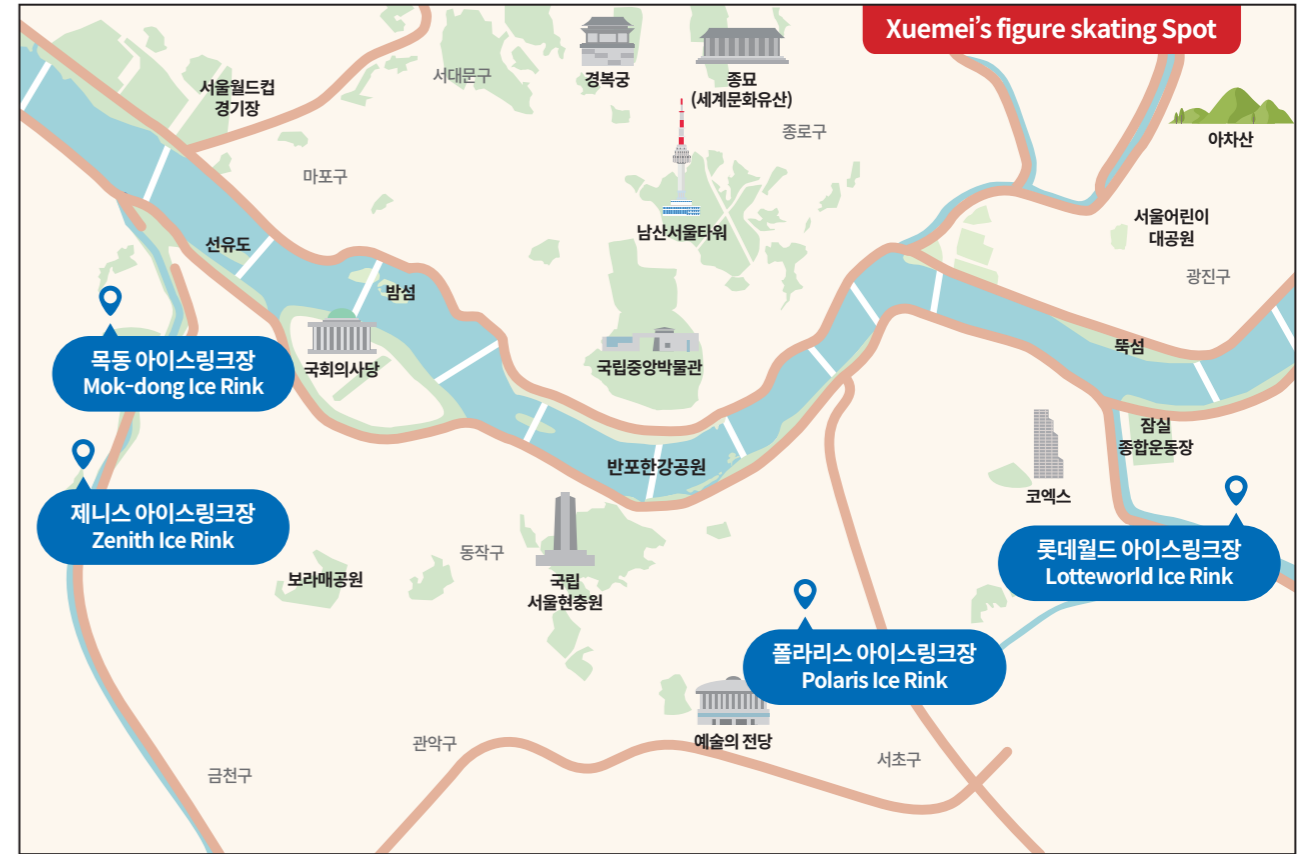 Xuemei's figure skating Spot
서울월드컵
경기장
서대문구
경복궁
종묘
(세계문화유산)
종로구
아차산
마포구
남산서울타워
서울어린이
대공원
광진구
선유도
밤섬
국회의사당
국립중앙박물관
뚝섬
목동 아이스링크장
Mok-dong Ice Rink
잠실
종합운동장
반포한강공원
코엑스
제니스 아이스링크장
Zenith Ice Rink
롯데월드 아이스링크장
Lotteworld Ice Rink
동작구
보라매공원
국립
서울현충원
폴라리스 아이스링크장
Polaris Ice Rink
예술의 전당
관악구
서초구
금천구